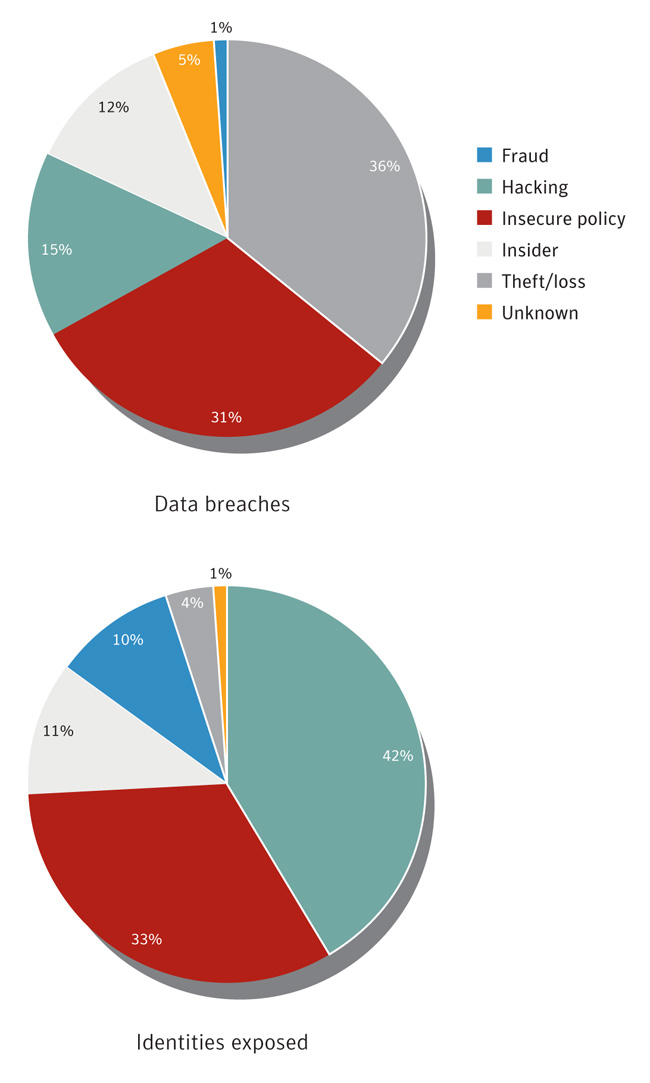 1%
5%
12%
36%
15%
31%
Fraud
Hacking
Insecure policy
Insider
Theft/loss
Unknown
Data breaches
1%
4%
10%
11%
42%
33%
Identities exposed